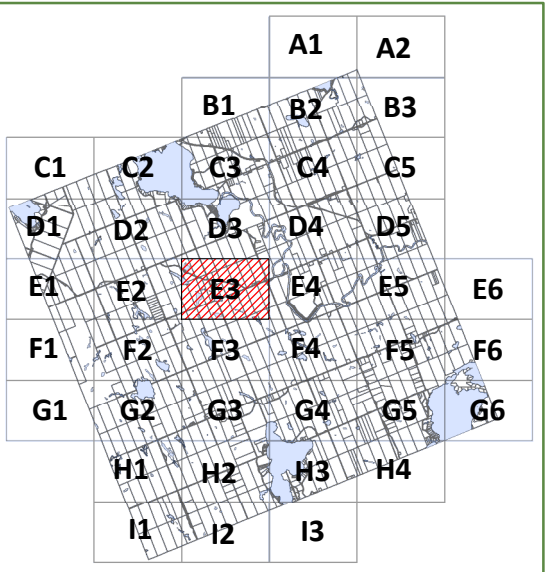 A1 A2
B1 B2 B3
C1 C2 C3 C4 C5
D1 D2 D3 D4 D5
E1 E2 E3 E4 E5 E6
F1 F2 F3 F4 F5 F6
G1 G2 G3 G4 G5 G6
H1 H2 H3 H4
I1 I2 I3